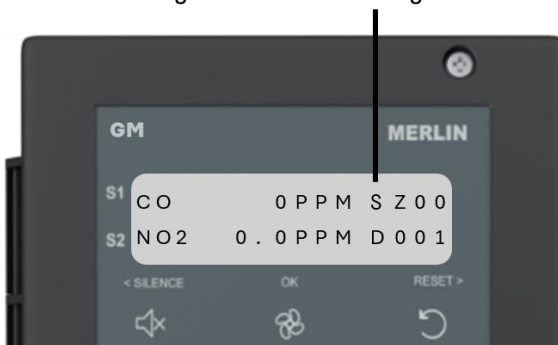 GM MERLIN
S1 CO 0PPM SZ00
S2 NO2 0.0PPM D001
< SILENCE OK RESET >